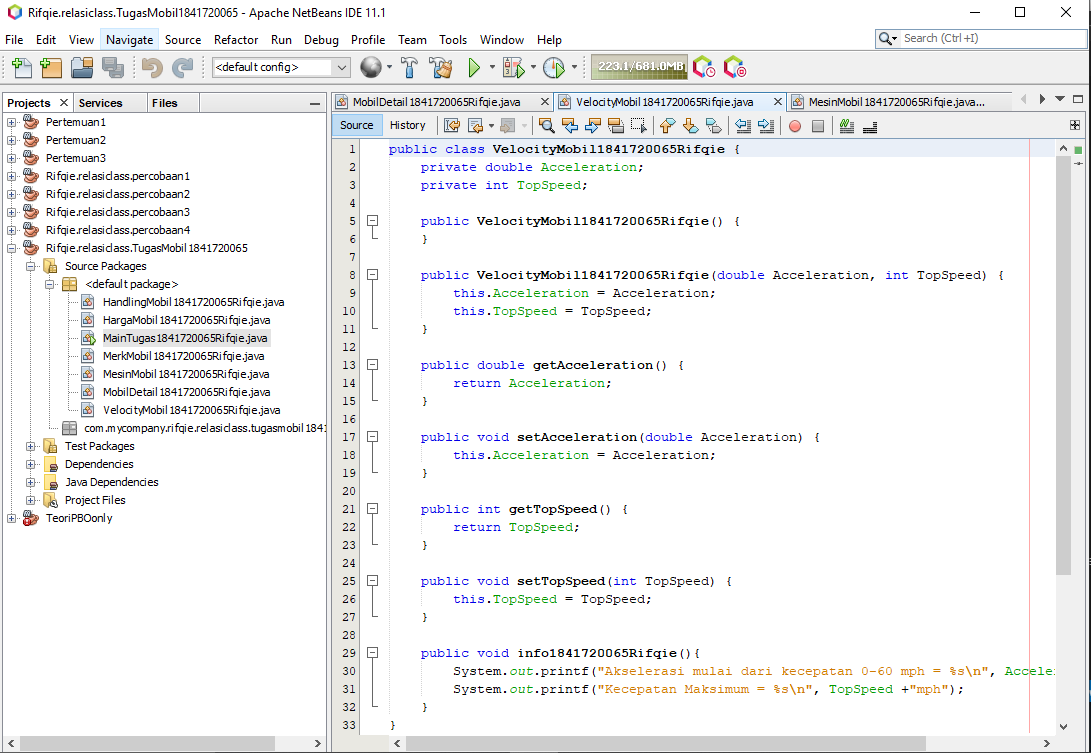 Rifqie.relasiclass.TugasMobil1841720065 - Apache NetBeans IDE 11.1
File Edit View Navigate Source Refactor Run Debug Profile Team Tools Window Help
Search (Ctrl+I)
<default config>
223.1/681.0MB
Projects Services Files
Pertemuan1
Pertemuan2
Pertemuan3
Rifqie.relasiclass.percobaan1
Rifqie.relasiclass.percobaan2
Rifqie.relasiclass.percobaan3
Rifqie.relasiclass.percobaan4
Rifqie.relasiclass.TugasMobil1841720065
Source Packages
<default package>
HandlingMobil1841720065Rifqie.java
HargaMobil1841720065Rifqie.java
MainTugas1841720065Rifqie.java
MerkMobil1841720065Rifqie.java
MesinMobil1841720065Rifqie.java
MobilDetail1841720065Rifqie.java
VelocityMobil1841720065Rifqie.java
com.mycompany.rifqie.relasiclass.tugasmobil1841
Test Packages
Dependencies
Java Dependencies
Project Files
TeoriPBOonly
MobilDetail1841720065Rifqie.java VelocityMobil1841720065Rifqie.java MesinMobil1841720065Rifqie.java...
Source History
1 public class VelocityMobil1841720065Rifqie {
2 private double Acceleration;
3 private int TopSpeed;
4
5 public VelocityMobil1841720065Rifqie() {
6 }
7
8 public VelocityMobil1841720065Rifqie(double Acceleration, int TopSpeed) {
9 this.Acceleration = Acceleration;
10 this.TopSpeed = TopSpeed;
11 }
12
13 public double getAcceleration() {
14 return Acceleration;
15 }
16
17 public void setAcceleration(double Acceleration) {
18 this.Acceleration = Acceleration;
19 }
20
21 public int getTopSpeed() {
22 return TopSpeed;
23 }
24
25 public void setTopSpeed(int TopSpeed) {
26 this.TopSpeed = TopSpeed;
27 }
28
29 public void info1841720065Rifqie(){
30 System.out.printf("Akselerasi mulai dari kecepatan 0-60 mph = %s\n", Acceler
31 System.out.printf("Kecepatan Maksimum = %s\n", TopSpeed +"mph");
32 }
33 }